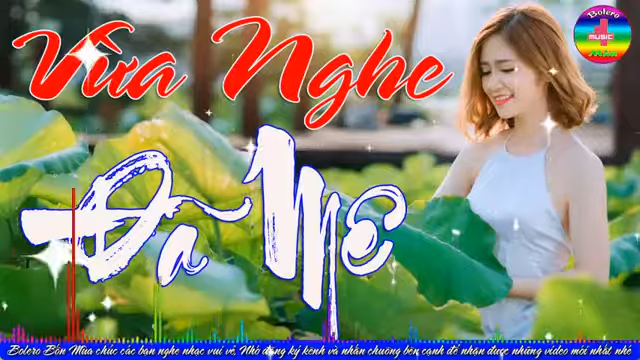 Vừa Nghe
Đã Mê
Bolero
MUSIC
Bolero Bốn Mùa chúc các bạn nghe nhạc vui vẻ, Nhớ đăng ký kênh và nhấn chuông bên cạnh để nhận được những video mới nhất nhé